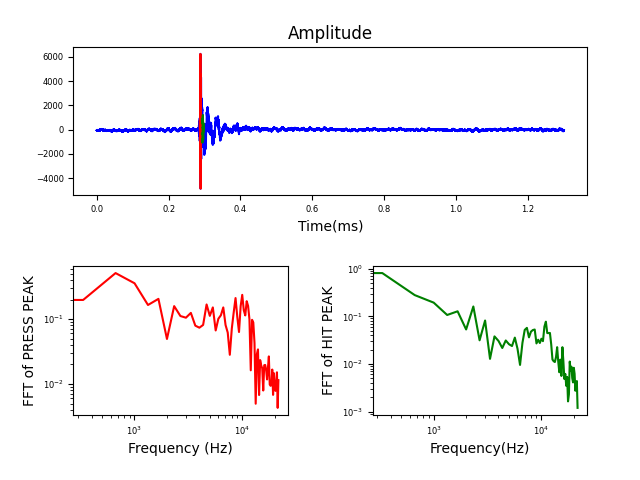 Amplitude
6000
4000
2000
0
−2000
−4000
0.0 0.2 0.4 0.6 0.8 1.0 1.2
Time(ms)
FFT of PRESS PEAK
10⁻¹
10⁻²
10³ 10⁴
Frequency (Hz)
FFT of HIT PEAK
10⁰
10⁻¹
10⁻²
10⁻³
10³ 10⁴
Frequency(Hz)